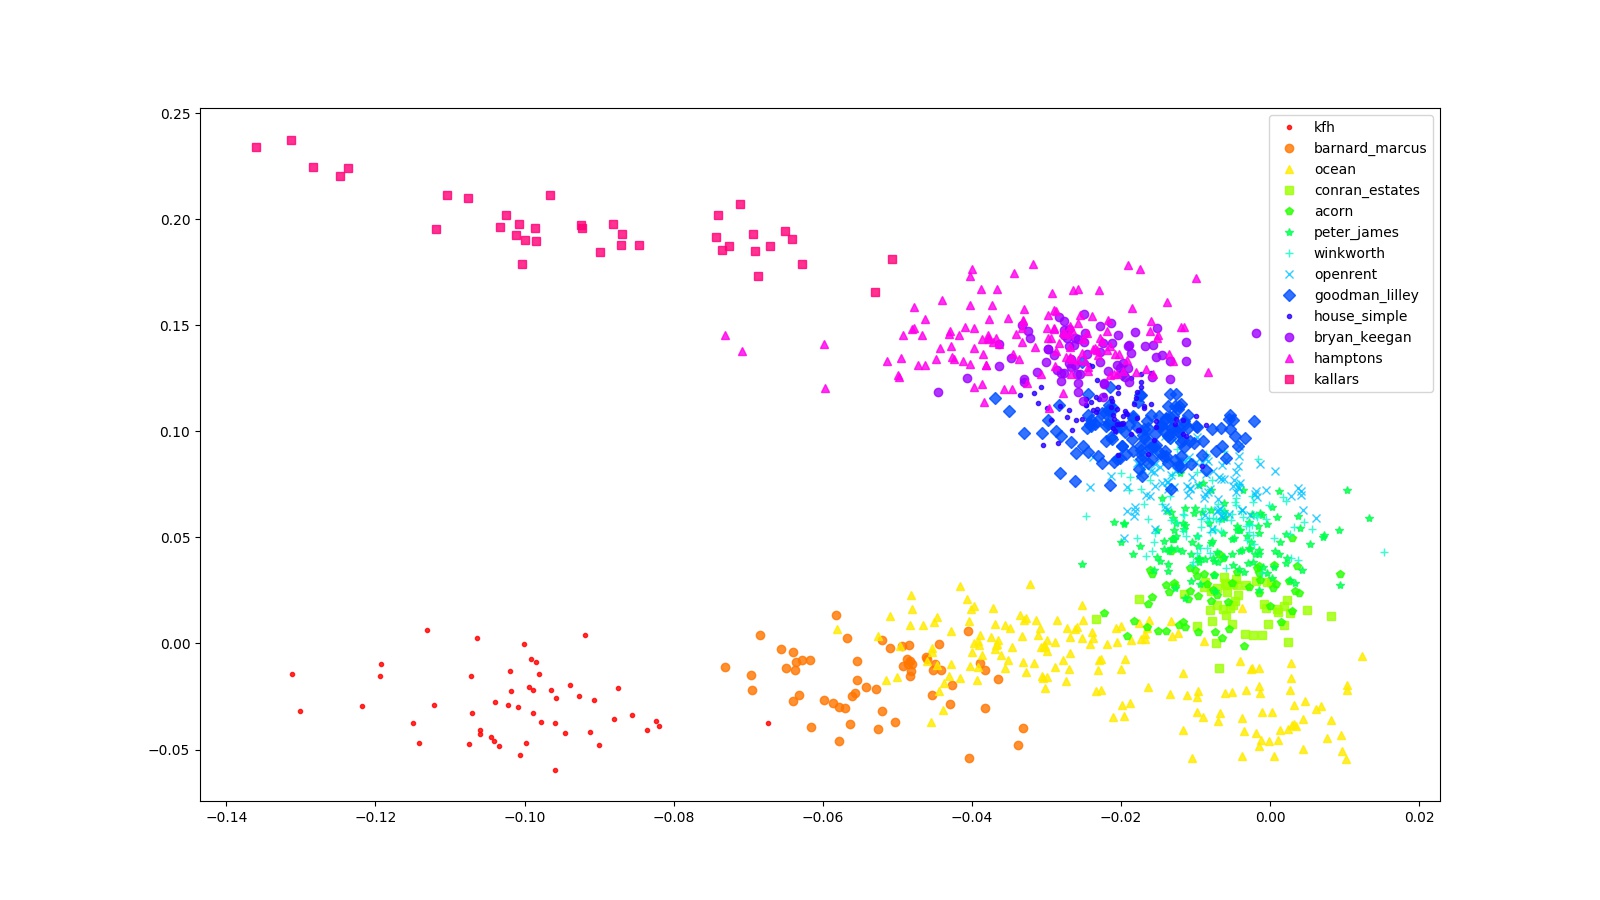 0.25
0.20
0.15
0.10
0.05
0.00
−0.05
−0.14
−0.12
−0.10
−0.08
−0.06
−0.04
−0.02
0.00
0.02
kfh
barnard_marcus
ocean
conran_estates
acorn
peter_james
winkworth
openrent
goodman_lilley
house_simple
bryan_keegan
hamptons
kallars